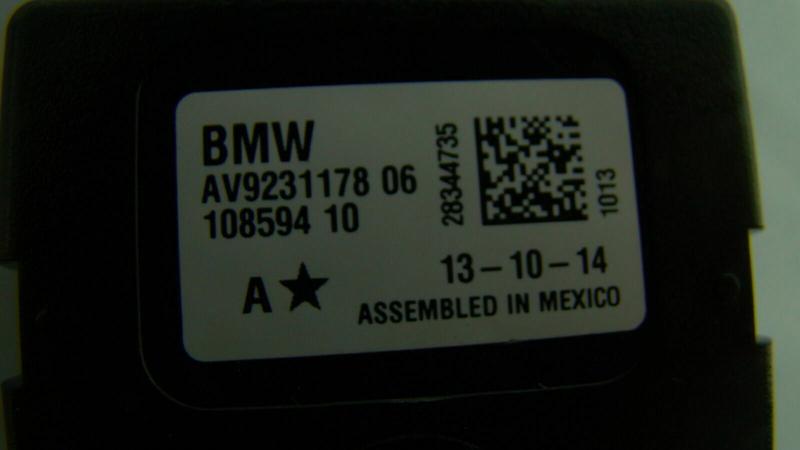 BMW
AV9231178 06
108594 10
28344735
1013
A★
13-10-14
ASSEMBLED IN MEXICO